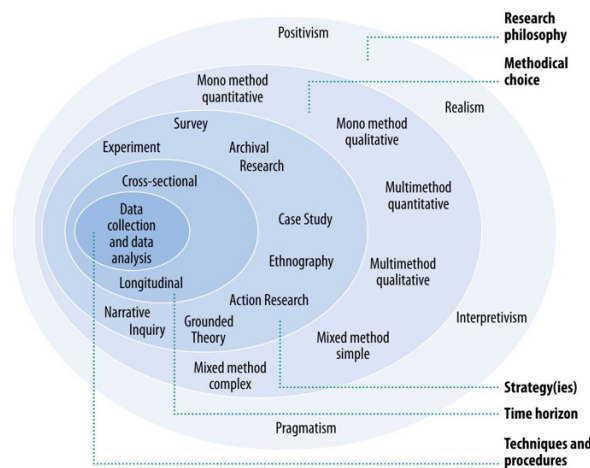 Positivism
Research
philosophy
Methodical
choice
Mono method
quantitative
Realism
Survey
Mono method
qualitative
Experiment
Archival
Research
Cross-sectional
Multimethod
quantitative
Data
collection
and data
analysis
Case Study
Ethnography
Multimethod
qualitative
Longitudinal
Action Research
Narrative
Inquiry
Grounded
Theory
Interpretivism
Mixed method
simple
Mixed method
complex
Strategy(ies)
Time horizon
Pragmatism
Techniques and
procedures